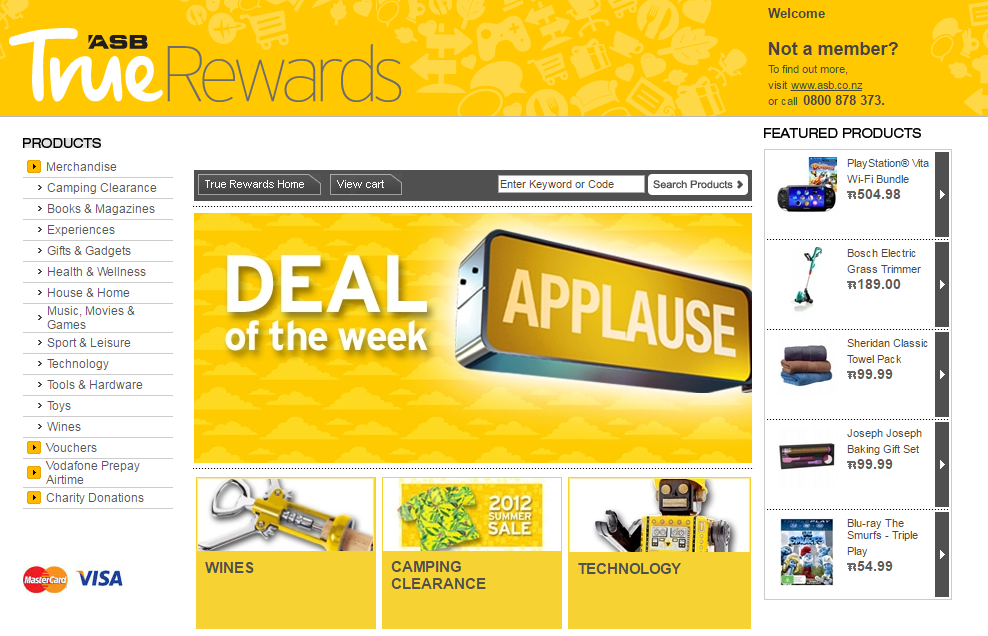 ASB
True Rewards
Welcome
Not a member?
To find out more,
visit www.asb.co.nz
or call 0800 878 373.
PRODUCTS
Merchandise
Camping Clearance
Books & Magazines
Experiences
Gifts & Gadgets
Health & Wellness
House & Home
Music, Movies &
Games
Sport & Leisure
Technology
Tools & Hardware
Toys
Wines
Vouchers
Vodafone Prepay
Airtime
Charity Donations
MasterCard
VISA
True Rewards Home
View cart
Enter Keyword or Code
Search Products
DEAL
of the week
APPLAUSE
WINES
2012
SUMMER
SALE
CAMPING
CLEARANCE
TECHNOLOGY
FEATURED PRODUCTS
PlayStation® Vita
Wi-Fi Bundle
504.98
Bosch Electric
Grass Trimmer
189.00
Sheridan Classic
Towel Pack
99.99
Joseph Joseph
Baking Gift Set
99.99
Blu-ray The
Smurfs - Triple
Play
54.99